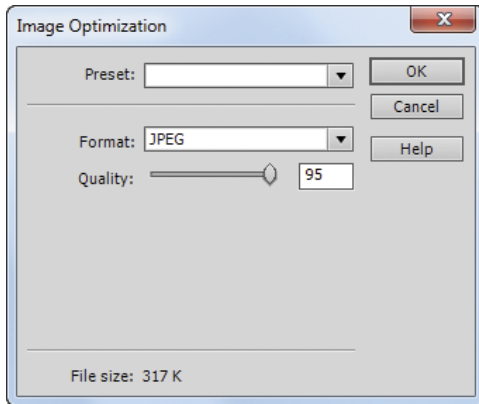 Image Optimization
Preset:
OK
Cancel
Format: JPEG
Help
Quality: 95
File size: 317 K